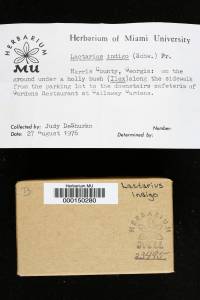 HERBARIUM
MU
Herbarium of Miami University
Lactarius indigo (Schw.) Fr.
Harris County, Georgia: on the
ground under a holly bush (Ilex) along the sidewalk
from the parking lot to the downstairs cafeteria of
Gardens Restaurant at Callaway Gardens.
Collected by: Judy
Number:
Date: 27 August 1976
Determined by:
Herbarium MU
000150280
Lactarius
Indigo
HERBARIUM